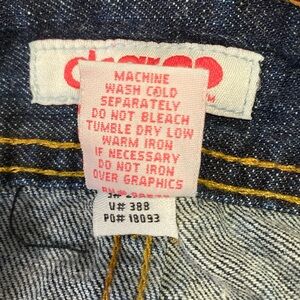 TM
MACHINE
WASH COLD
SEPARATELY
DO NOT BLEACH
TUMBLE DRY LOW
WARM IRON
IF NECESSARY
DO NOT IRON
OVER GRAPHICS
V# 388
PO# 18093